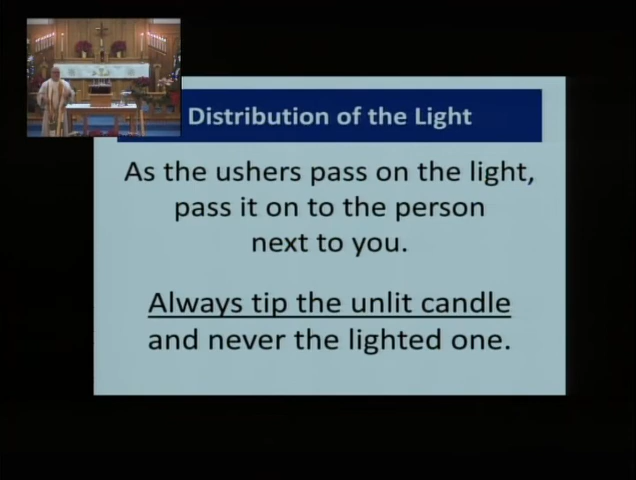 Distribution of the Light
As the ushers pass on the light,
pass it on to the person
next to you.
Always tip the unlit candle
and never the lighted one.